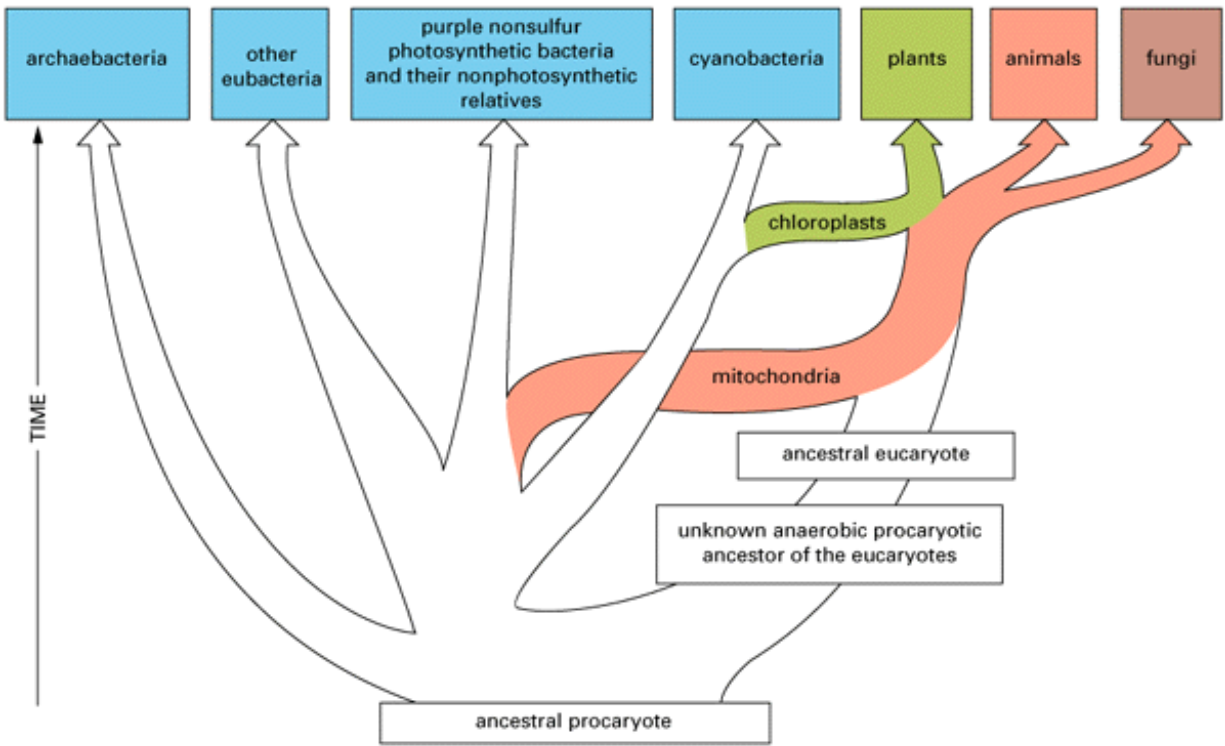 archaebacteria
other
eubacteria
purple nonsulfur
photosynthetic bacteria
and their nonphotosynthetic
relatives
cyanobacteria
plants
animals
fungi
chloroplasts
mitochondria
TIME
ancestral eucaryote
unknown anaerobic procaryotic
ancestor of the eucaryotes
ancestral procaryote